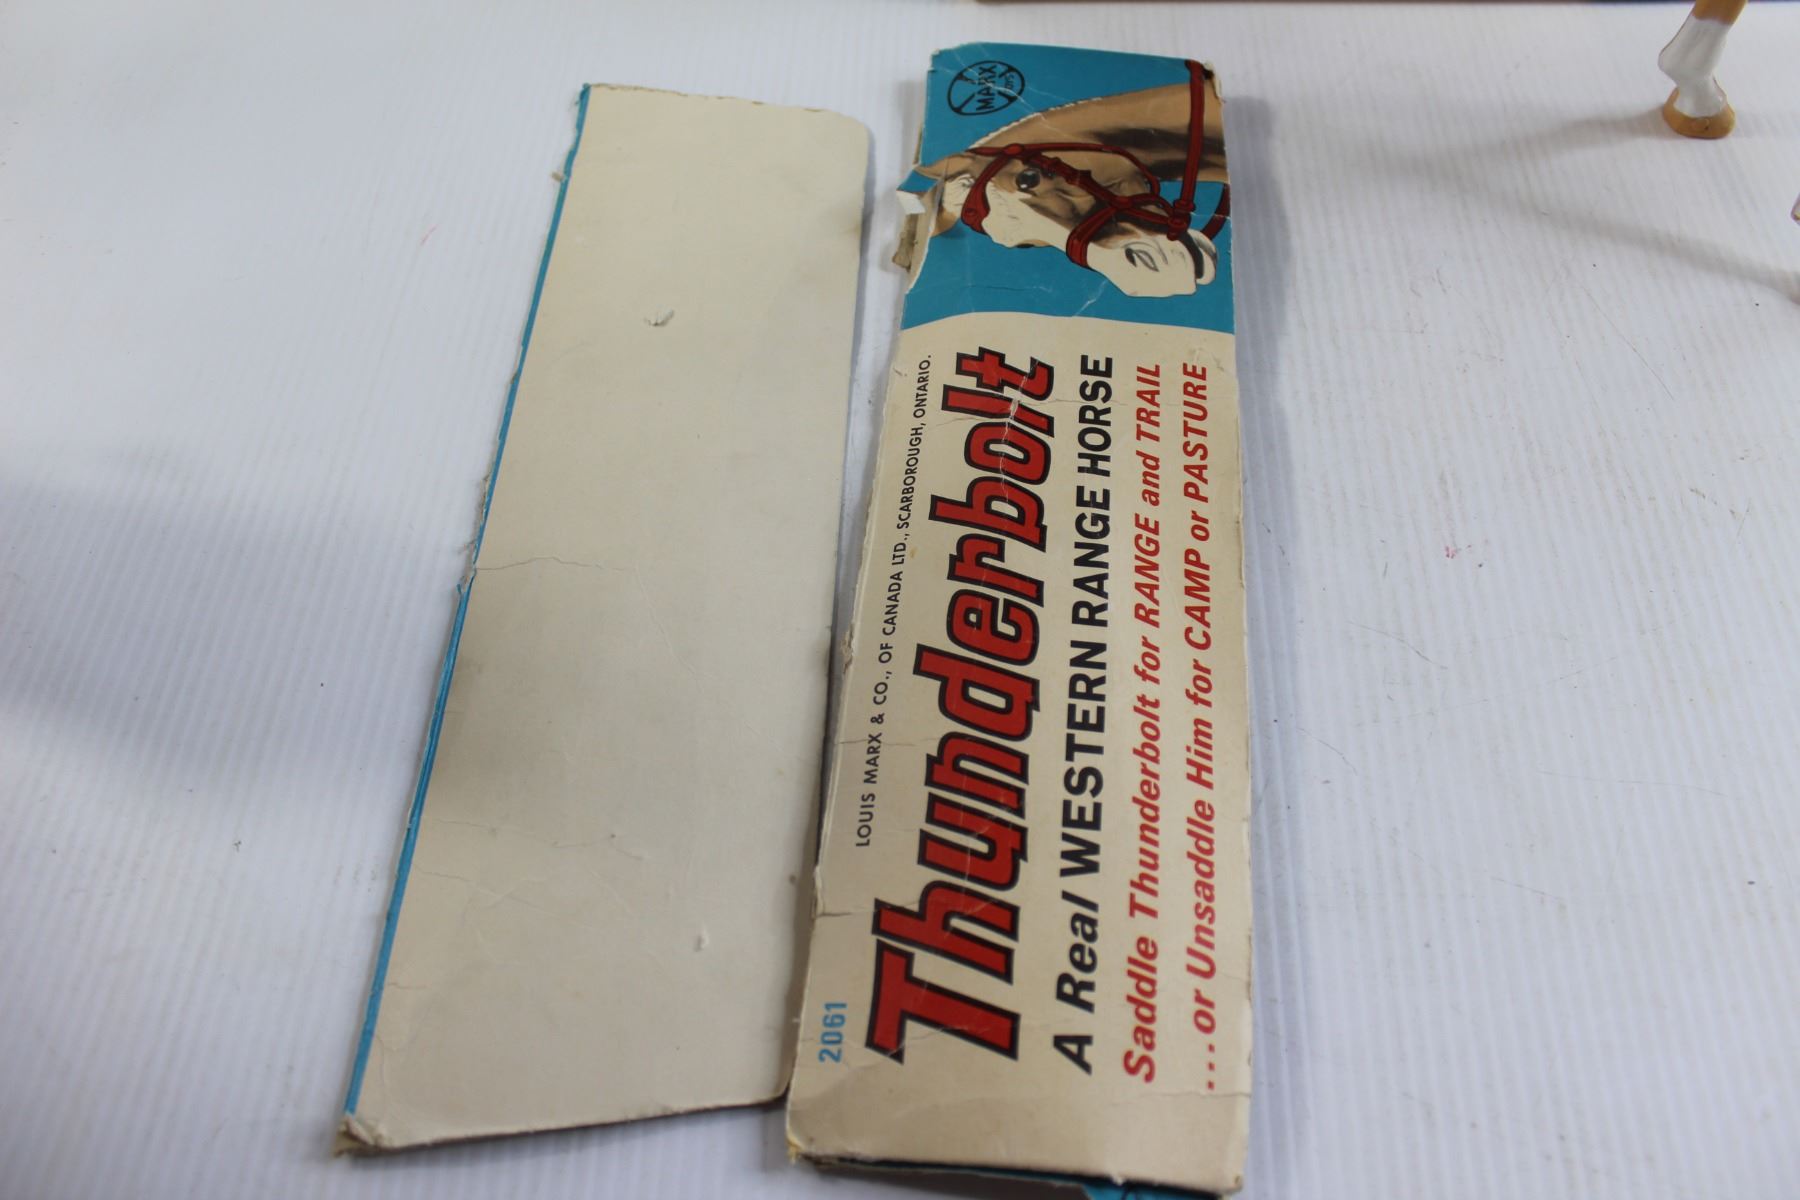 MARX
TOYS
LOUIS MARX & CO., OF CANADA LTD., SCARBOROUGH, ONTARIO.
2061
Thunderbolt
A Real WESTERN RANGE HORSE
Saddle Thunderbolt for RANGE and TRAIL
...or Unsaddle Him for CAMP or PASTURE